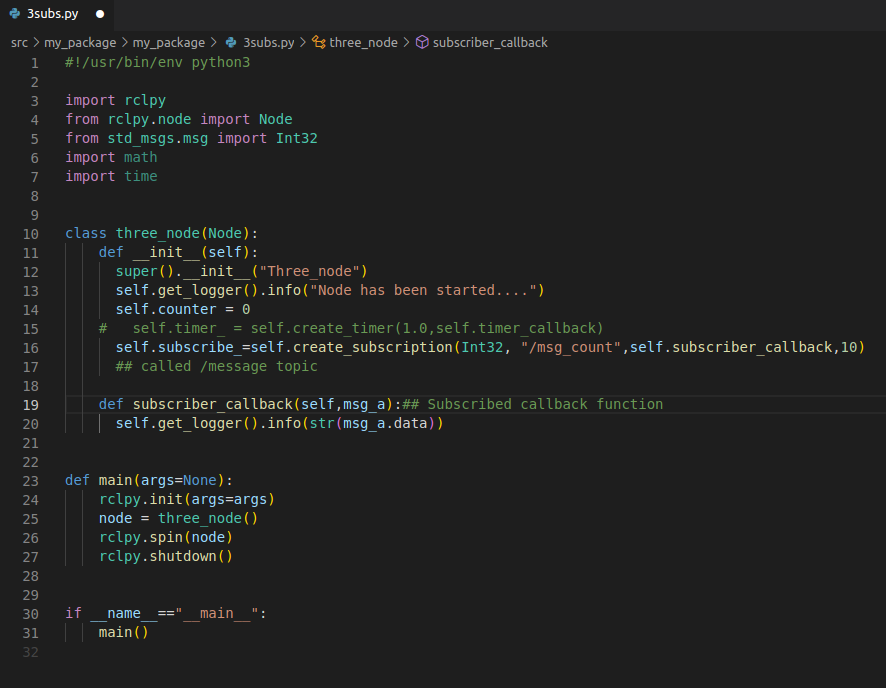 3subs.py ●
src > my_package > my_package > 3subs.py > three_node > subscriber_callback
1 #!/usr/bin/env python3
2
3 import rclpy
4 from rclpy.node import Node
5 from std_msgs.msg import Int32
6 import math
7 import time
8
9
10 class three_node(Node):
11     def __init__(self):
12       super().__init__("Three_node")
13       self.get_logger().info("Node has been started....")
14       self.counter = 0
15     #   self.timer_ = self.create_timer(1.0,self.timer_callback)
16       self.subscribe_=self.create_subscription(Int32, "/msg_count",self.subscriber_callback,10)
17       ## called /message topic
18
19     def subscriber_callback(self,msg_a):## Subscribed callback function
20       self.get_logger().info(str(msg_a.data))
21
22
23 def main(args=None):
24     rclpy.init(args=args)
25     node = three_node()
26     rclpy.spin(node)
27     rclpy.shutdown()
28
29
30 if __name__=="__main__":
31     main()
32